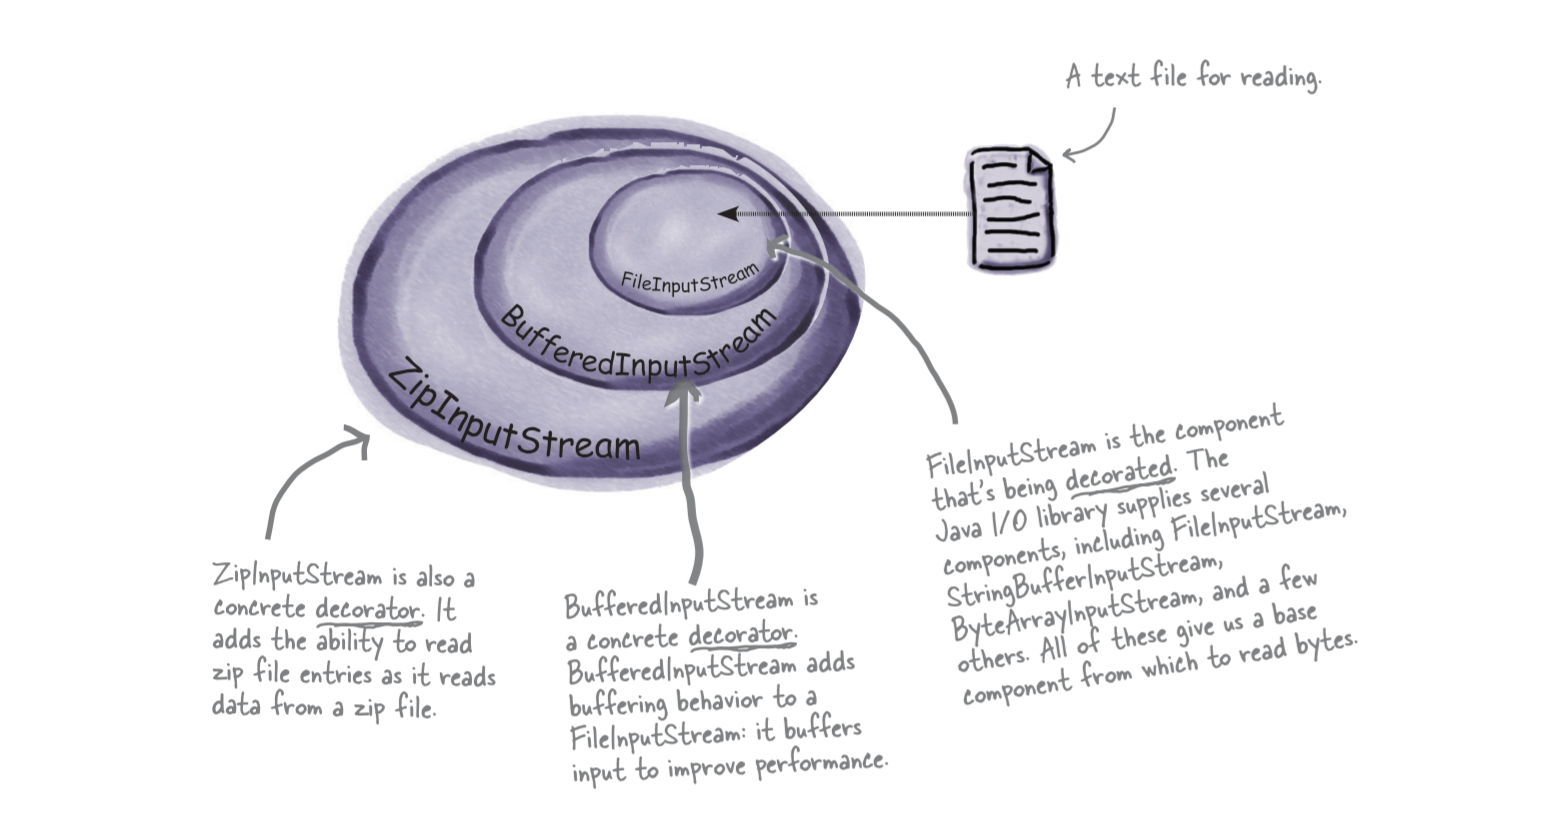 A text file for reading.
FileInputStream
BufferedInputStream
ZipInputStream
ZipInputStream is also a
concrete decorator. It
adds the ability to read
zip file entries as it reads
data from a zip file.
BufferedInputStream is
a concrete decorator.
BufferedInputStream adds
buffering behavior to a
FileInputStream: it buffers
input to improve performance.
FileInputStream is the component
that's being decorated. The
Java I/O library supplies several
components, including FileInputStream,
StringBufferInputStream,
ByteArrayInputStream, and a few
others. All of these give us a base
component from which to read bytes.